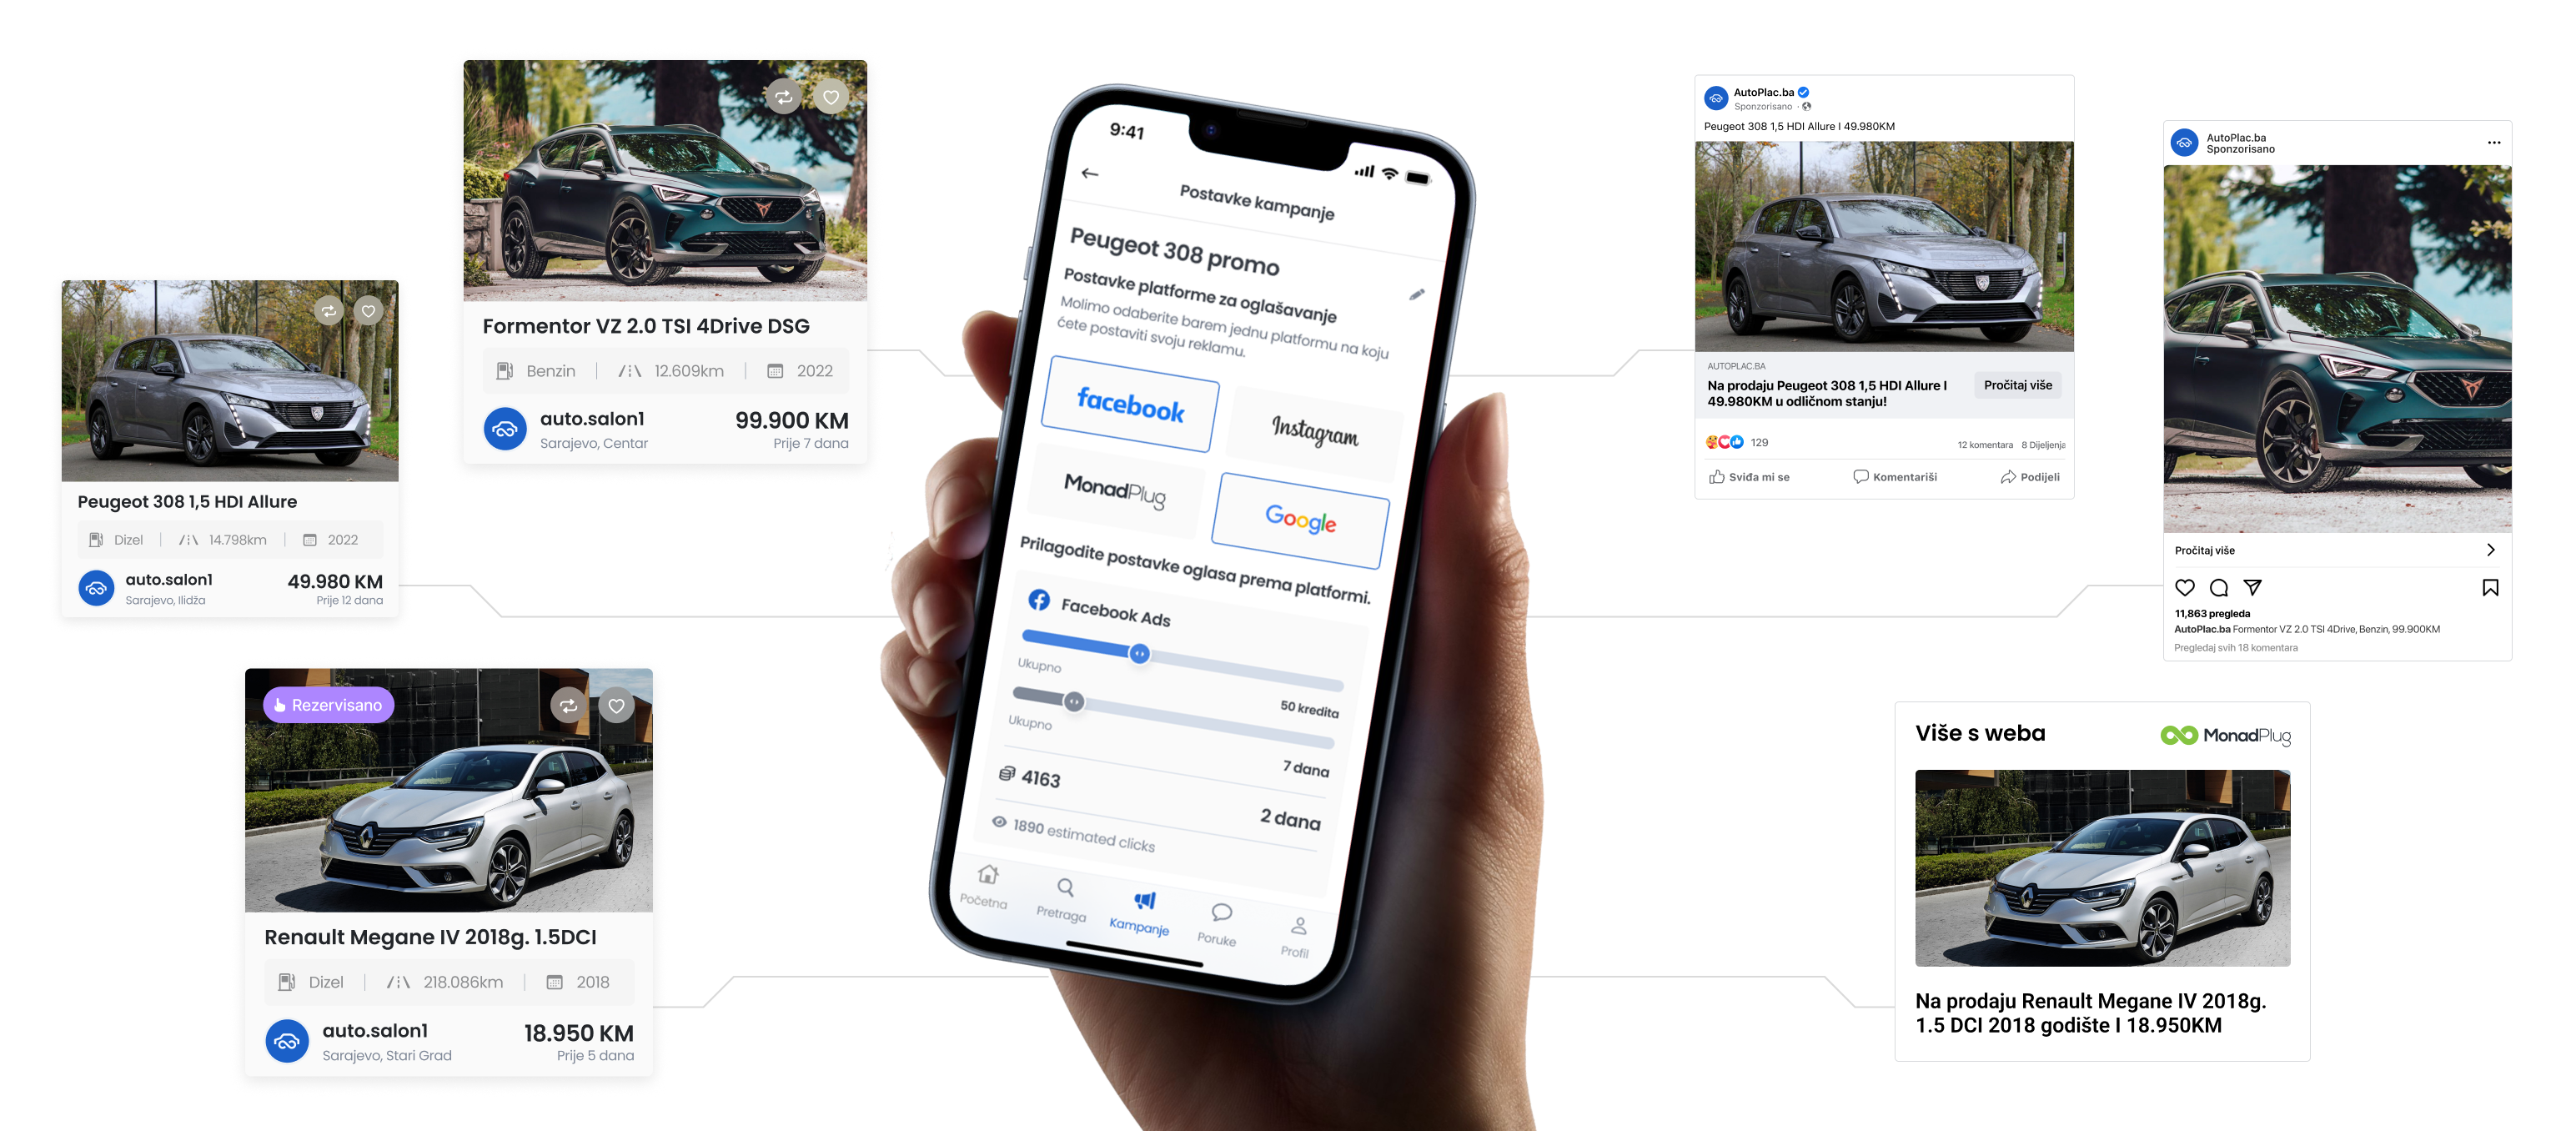 Formentor VZ 2.0 TSI 4Drive DSG
Benzin 12.609km 2022
auto.salon1 99.900 KM
Sarajevo, Centar Prije 7 dana
Peugeot 308 1,5 HDI Allure
Dizel 14.798km 2022
auto.salon1 49.980 KM
Sarajevo, Ilidža Prije 12 dana
Rezervisano
Renault Megane IV 2018g. 1.5DCI
Dizel 218.086km 2018
auto.salon1 18.950 KM
Sarajevo, Stari Grad Prije 5 dana
9:41
Postavke kampanje
Peugeot 308 promo
Postavke platforme za oglašavanje
Molimo odaberite barem jednu platformu na koju
ćete postaviti svoju reklamu.
facebook
Instagram
MonadPlug
Google
Prilagodite postavke oglasa prema platformi.
Facebook Ads
Ukupno 50 kredita
Ukupno 7 dana
4163 2 dana
1890 estimated clicks
Početna
Pretraga
Kampanje
Poruke
Profil
AutoPlac.ba
Sponzorisano
Peugeot 308 1,5 HDI Allure I 49.980KM
AUTOPLAC.BA
Na prodaju Peugeot 308 1,5 HDI Allure I
49.980KM u odličnom stanju!
Pročitaj više
129 12 komentara 8 Dijeljenja
Sviđa mi se Komentariši Podijeli
AutoPlac.ba
Sponzorisano
Pročitaj više
11,863 pregleda
AutoPlac.ba Formentor VZ 2.0 TSI 4Drive, Benzin, 99.900KM
Pregledaj svih 18 komentara
Više s weba MonadPlug
Na prodaju Renault Megane IV 2018g.
1.5 DCI 2018 godište I 18.950KM